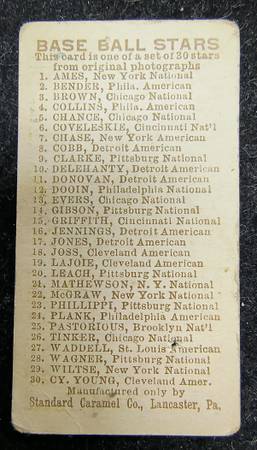 BASE BALL STARS
This card is one of a set of 30 stars
from original photographs
1. AMES, New York National
2. BENDER, Phila. American
3. BROWN, Chicago National
4. COLLINS, Phila. American
5. CHANCE, Chicago National
6. COVELESKIE, Cincinnati Nat'l
7. CHASE, New York American
8. COBB, Detroit American
9. CLARKE, Pittsburg National
10. DELEHANTY, Detroit American
11. DONOVAN, Detroit American
12. DOOIN, Philadelphia National
13. EVERS, Chicago National
14. GIBSON, Pittsburg National
15. GRIFFITH, Cincinnati National
16. JENNINGS, Detroit American
17. JONES, Detroit American
18. JOSS, Cleveland American
19. LAJOIE, Cleveland American
20. LEACH, Pittsburg National
21. MATHEWSON, N. Y. National
22. McGRAW, New York National
23. PHILLIPPI, Pittsburg National
24. PLANK, Philadelphia American
25. PASTORIOUS, Brooklyn Nat'l
26. TINKER, Chicago National
27. WADDELL, St. Louis American
28. WAGNER, Pittsburg National
29. WILTSE, New York National
30. CY. YOUNG, Cleveland Amer.
Manufactured only by
Standard Caramel Co., Lancaster, Pa.